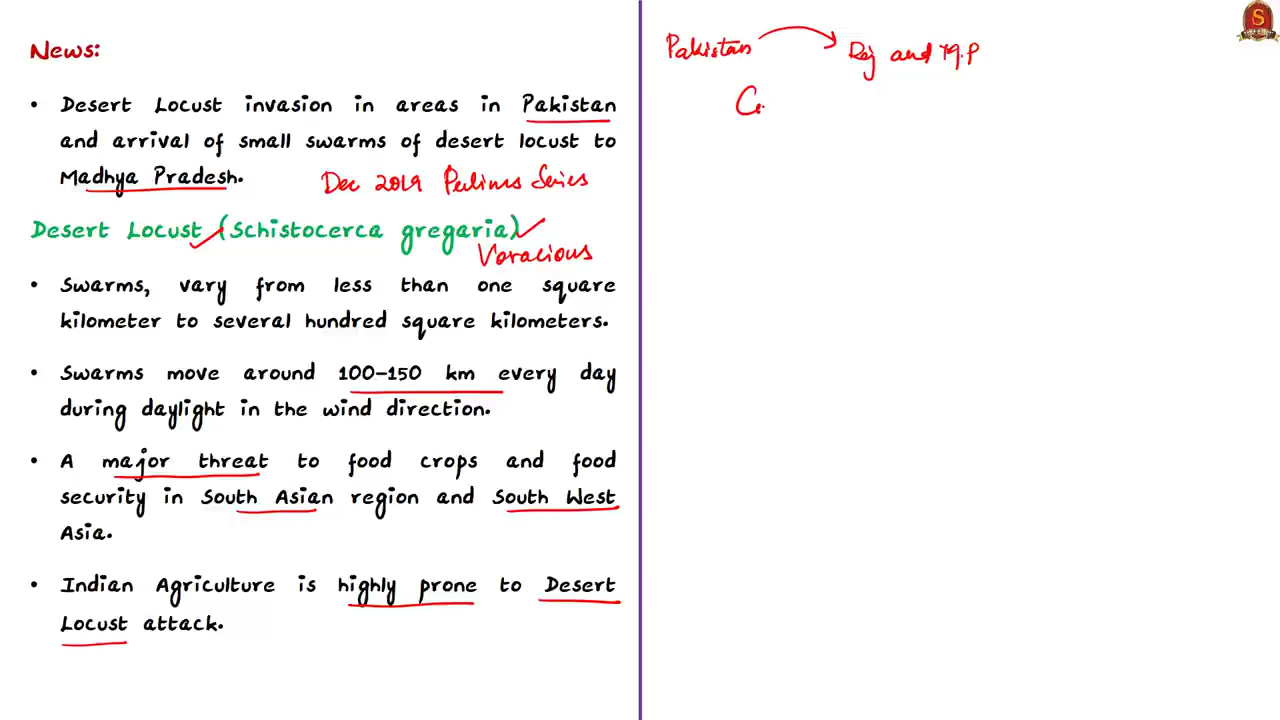 News:
• Desert Locust invasion in areas in Pakistan
and arrival of small swarms of desert locust to
Madhya Pradesh.
Dec 2019 Prelims Series
Desert Locust (Schistocerca gregaria)
Voracious
• Swarms, vary from less than one square
kilometer to several hundred square kilometers.
• Swarms move around 100-150 km every day
during daylight in the wind direction.
• A major threat to food crops and food
security in South Asian region and South West
Asia.
• Indian Agriculture is highly prone to Desert
Locust attack.
Pakistan → Raj and M.P
S